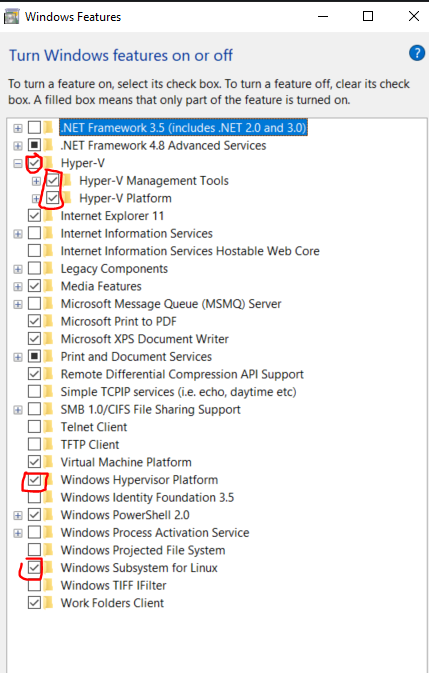 Windows Features
Turn Windows features on or off
To turn a feature on, select its check box. To turn a feature off, clear its check
box. A filled box means that only part of the feature is turned on.
.NET Framework 3.5 (includes .NET 2.0 and 3.0)
.NET Framework 4.8 Advanced Services
Hyper-V
Hyper-V Management Tools
Hyper-V Platform
Internet Explorer 11
Internet Information Services
Internet Information Services Hostable Web Core
Legacy Components
Media Features
Microsoft Message Queue (MSMQ) Server
Microsoft Print to PDF
Microsoft XPS Document Writer
Print and Document Services
Remote Differential Compression API Support
Simple TCPIP services (i.e. echo, daytime etc)
SMB 1.0/CIFS File Sharing Support
Telnet Client
TFTP Client
Virtual Machine Platform
Windows Hypervisor Platform
Windows Identity Foundation 3.5
Windows PowerShell 2.0
Windows Process Activation Service
Windows Projected File System
Windows Subsystem for Linux
Windows TIFF IFilter
Work Folders Client